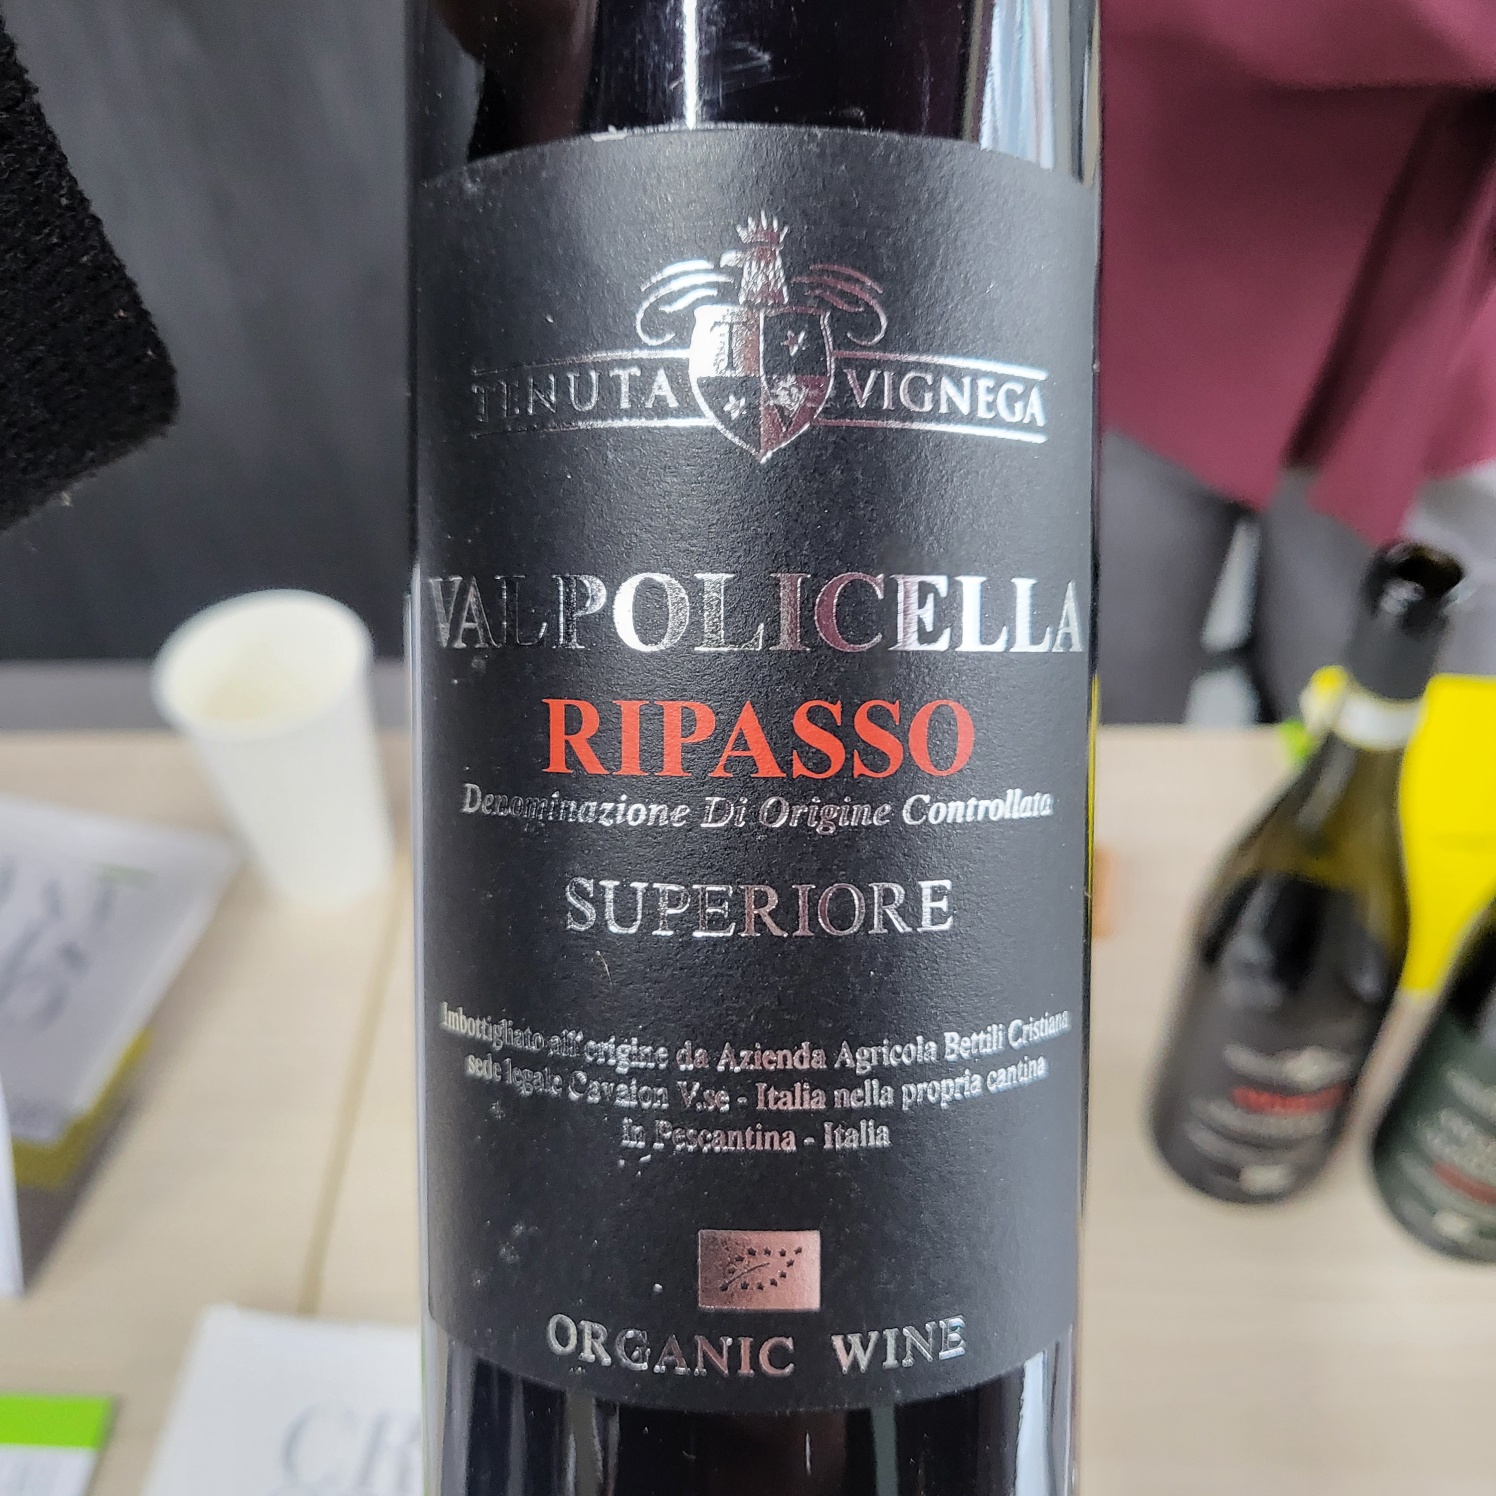 TENUTA VIGNEGA
VALPOLICELLA
RIPASSO
Denominazione Di Origine Controllata
SUPERIORE
Imbottigliato all'origine da Azienda Agricola Bettili Cristiana
sede legale Cavaion V.se - Italia nella propria cantina
in Pescantina - Italia
ORGANIC WINE